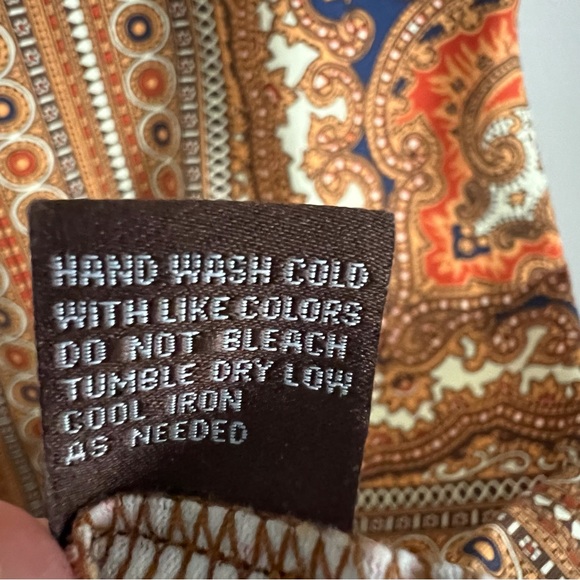 HAND WASH COLD
WITH LIKE COLORS
DO NOT BLEACH
TUMBLE DRY LOW
COOL IRON
AS NEEDED